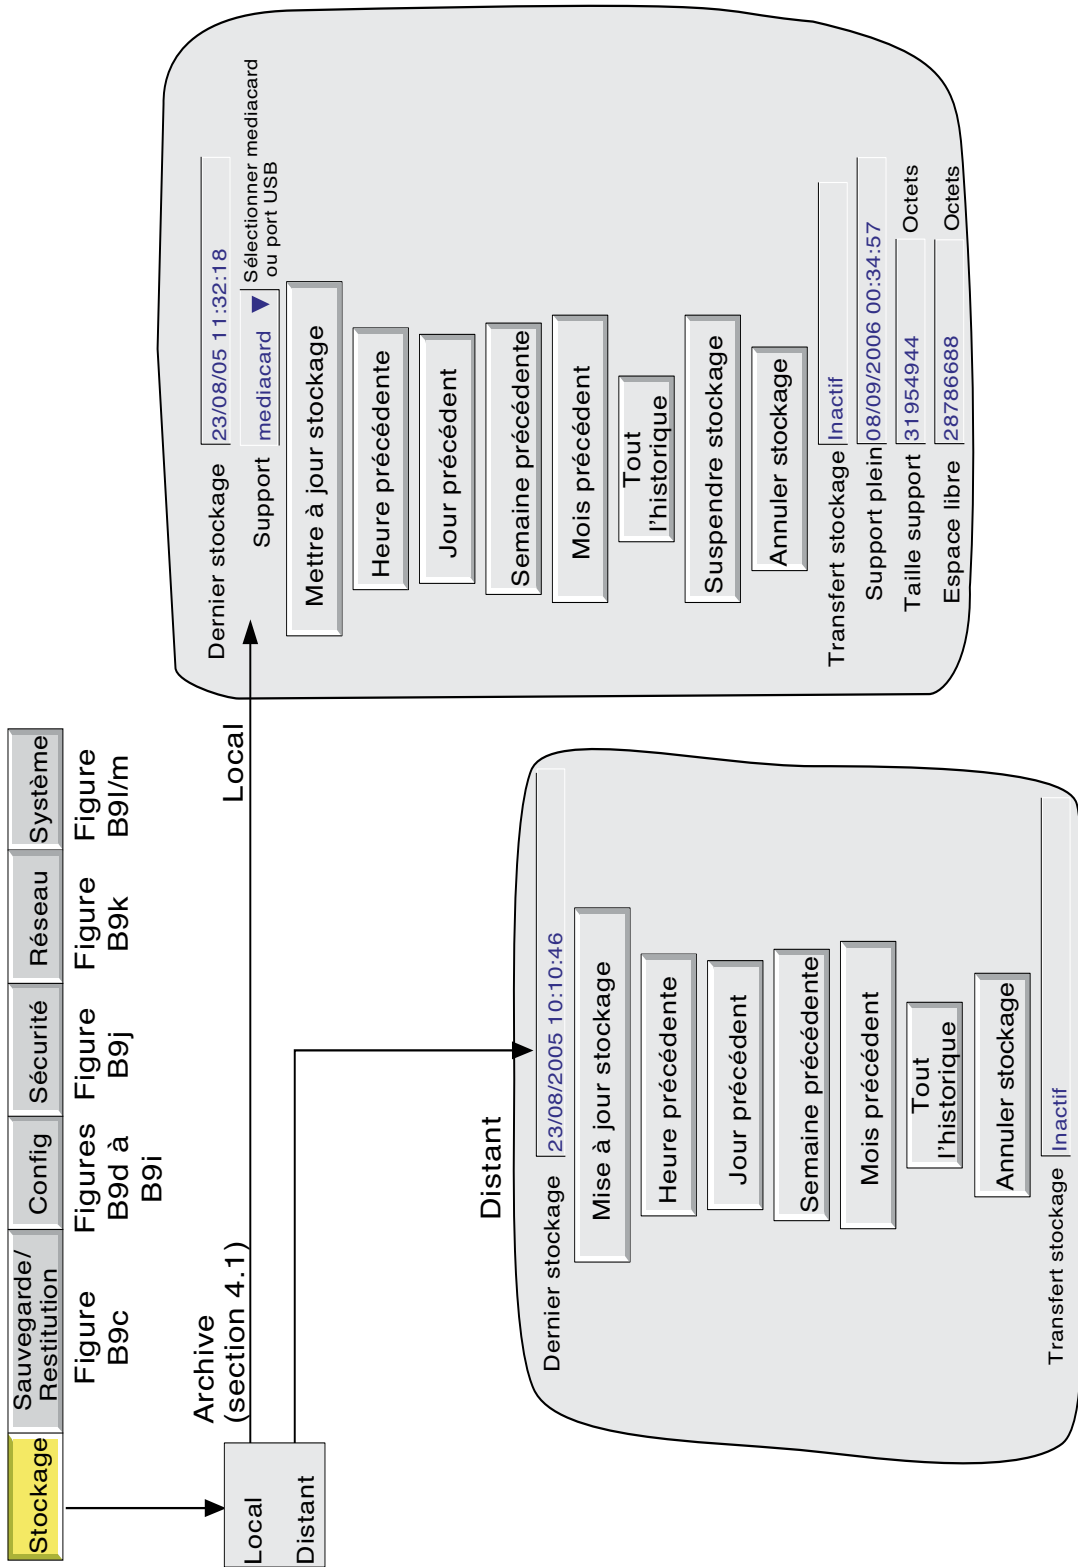 Stockage
Sauvegarde/
Restitution
Config
Sécurité
Réseau
Système
Figure
B9c
Figures
B9d à
B9i
Figure
B9j
Figure
B9k
Figure
B9l/m
Archive
(section 4.1)
Local
Distant
Local
Distant
Dernier stockage 23/08/2005 10:10:46
Mise à jour stockage
Heure précédente
Jour précédent
Semaine précédente
Mois précédent
Tout
l'historique
Annuler stockage
Transfert stockage Inactif
Dernier stockage 23/08/05 11:32:18
Support mediacard ▼ Sélectionner mediacard
ou port USB
Mettre à jour stockage
Heure précédente
Jour précédent
Semaine précédente
Mois précédent
Tout
l'historique
Suspendre stockage
Annuler stockage
Transfert stockage Inactif
Support plein 08/09/2006 00:34:57
Taille support 31954944 Octets
Espace libre 28786688 Octets